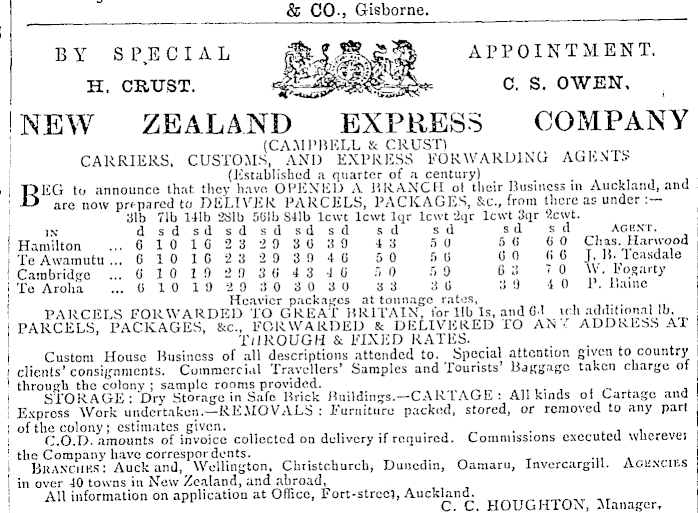 & CO., Gisborne.
BY SPECIAL APPOINTMENT.
H. CRUST. C. S. OWEN.
NEW ZEALAND EXPRESS COMPANY
(CAMPBELL & CRUST)
CARRIERS, CUSTOMS, AND EXPRESS FORWARDING AGENTS
(Established a quarter of a century)
BEG to announce that they have OPENED A BRANCH of their Business in Auckland, and
are now prepared to DELIVER PARCELS, PACKAGES, &c., from there as under :—
3lb 7lb 14lb 28lb 56lb 84lb 1cwt 1cwt 1qr 1cwt 2qr 1cwt 3qr 2cwt.
IN d s d s d s d s d s d s d s d s d s d s d AGENT.
Hamilton ... 6 1 0 1 6 2 3 2 9 3 6 3 9 4 3 5 0 5 6 6 0 Chas. Harwood
Te Awamutu ... 6 1 0 1 6 2 3 2 9 3 9 4 6 5 0 5 6 6 0 6 6 J. B. Teasdale
Cambridge ... 6 1 0 1 9 2 9 3 6 4 3 4 6 5 0 5 9 6 3 7 0 W. Fogarty
Te Aroha ... 6 1 0 1 9 2 9 3 0 3 0 3 0 3 3 3 6 3 9 4 0 P. Baine
Heavier packages at tonnage rates,
PARCELS FORWARDED TO GREAT BRITAIN, for 1lb 1s, and 6d additional lb.
PARCELS, PACKAGES, &c., FORWARDED & DELIVERED TO ANY ADDRESS AT
THROUGH & FIXED RATES.
Custom House Business of all descriptions attended to. Special attention given to country
clients' consignments. Commercial Travellers' Samples and Tourists' Baggage taken charge of
through the colony ; sample rooms provided.
STORAGE : Dry Storage in Safe Brick Buildings.—CARTAGE : All kinds of Cartage and
Express Work undertaken.—REMOVALS : Furniture packed, stored, or removed to any part
of the colony ; estimates given.
C.O.D. amounts of invoice collected on delivery if required. Commissions executed wherever
the Company have correspondents.
BRANCHES : Auckland, Wellington, Christchurch, Dunedin, Oamaru, Invercargill. AGENCIES
in over 40 towns in New Zealand, and abroad,
All information on application at Office, Fort-street, Auckland.
C. C. HOUGHTON, Manager,